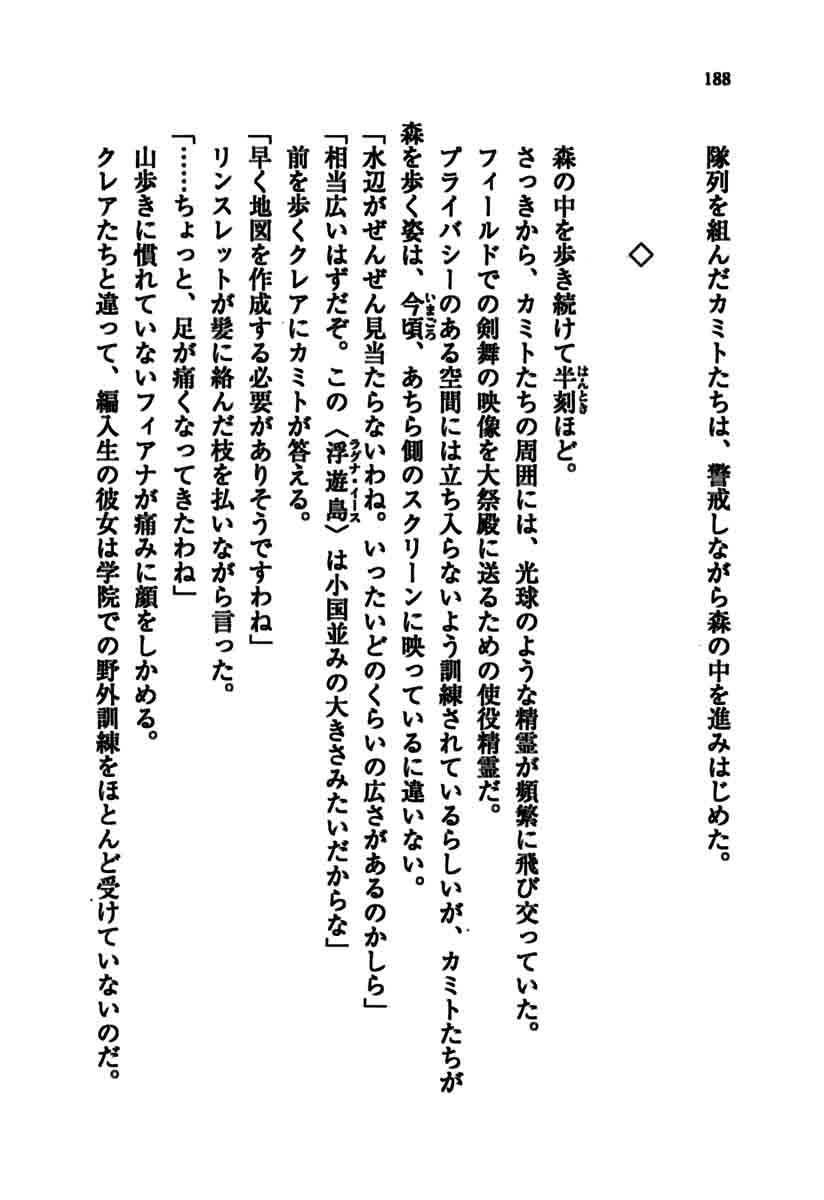 188
隊列を組んだカミトたちは、警戒しながら森の中を進みはじめた。
◇
森の中を歩き続けて半刻ほど。
さっきから、カミトたちの周囲には、光球のような精霊が頻繁に飛び交っていた。
フィールドでの剣舞の映像を大祭殿に送るための使役精霊だ。
プライバシーのある空間には立ち入らないよう訓練されているらしいが、カミトたちが
森を歩く姿は、今頃、あちら側のスクリーンに映っているに違いない。
「水辺がぜんぜん見当たらないわね。いったいどのくらいの広さがあるのかしら」
「相当広いはずだぞ。この〈浮遊島〉は小国並みの大きさみたいだからな」
前を歩くクレアにカミトが答える。
「早く地図を作成する必要がありそうですわね」
リンスレットが髪に絡んだ枝を払いながら言った。
「……ちょっと、足が痛くなってきたわね」
山歩きに慣れていないフィアナが痛みに顔をしかめる。
クレアたちと違って、編入生の彼女は学院での野外訓練をほとんど受けていないのだ。